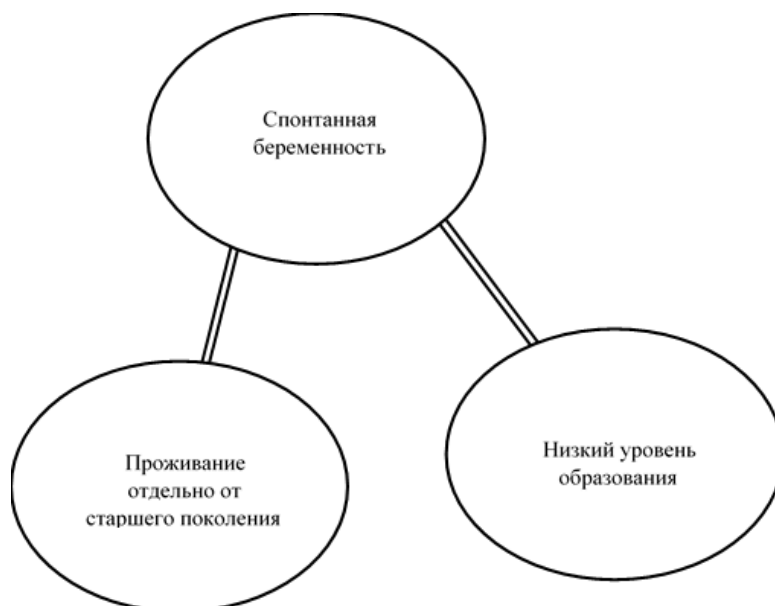 Спонтанная
беременность
Проживание
отдельно от
старшего поколения
Низкий уровень
образования